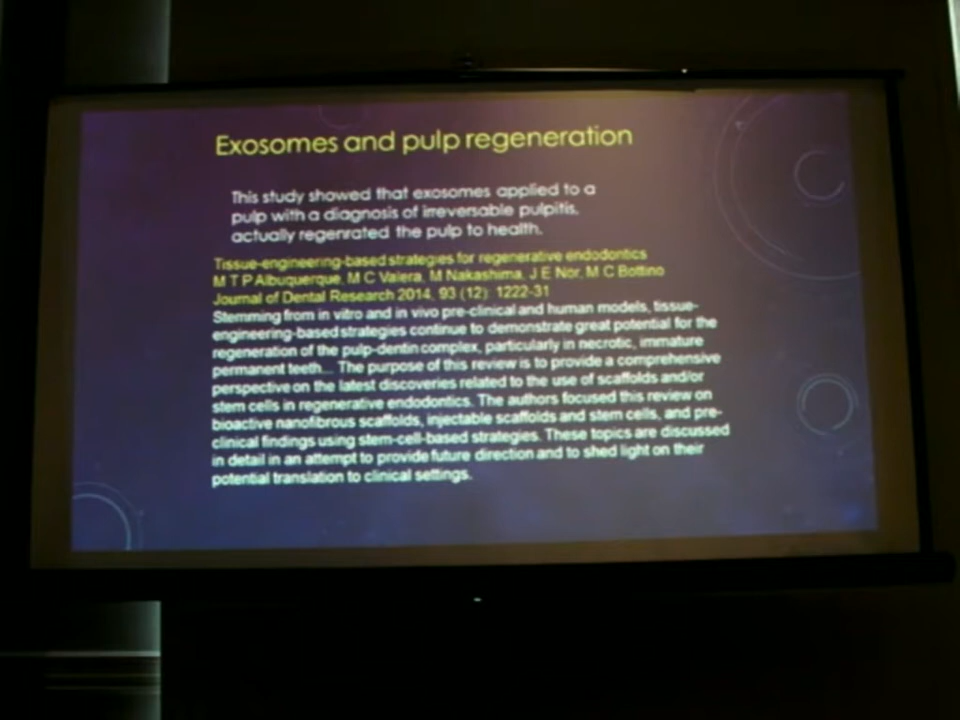 Exosomes and pulp regeneration
This study showed that exosomes applied to a
pulp with a diagnosis of irreversable pulpitis,
actually regenrated the pulp to health.
Tissue-engineering-based strategies for regenerative endodontics
M T P Albuquerque, M C Valera, M Nakashima, J E Nor, M C Bottino
Journal of Dental Research 2014, 93 (12): 1222-31
Stemming from in vitro and in vivo pre-clinical and human models, tissue-
engineering-based strategies continue to demonstrate great potential for the
regeneration of the pulp-dentin complex, particularly in necrotic, immature
permanent teeth... The purpose of this review is to provide a comprehensive
perspective on the latest discoveries related to the use of scaffolds and/or
stem cells in regenerative endodontics. The authors focused this review on
bioactive nanofibrous scaffolds, injectable scaffolds and stem cells, and pre-
clinical findings using stem-cell-based strategies. These topics are discussed
in detail in an attempt to provide future direction and to shed light on their
potential translation to clinical settings.